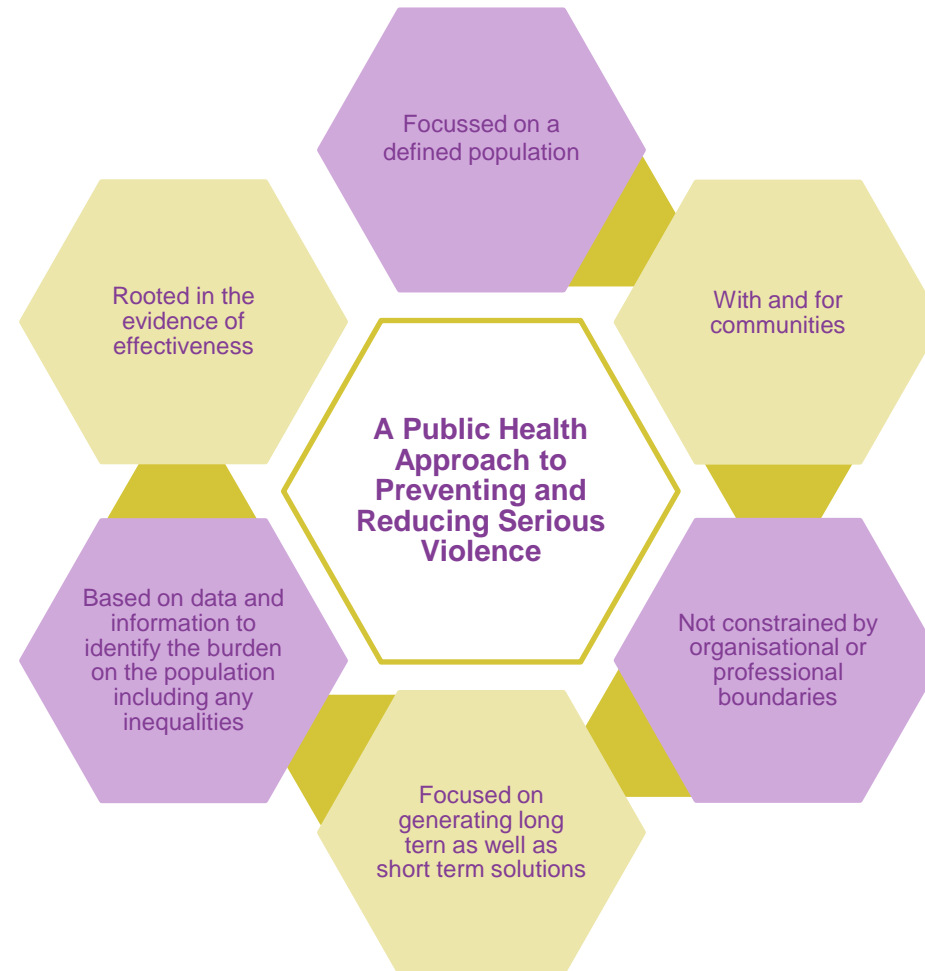 Focussed on a
defined population
With and for
communities
Not constrained by
organisational or
professional
boundaries
Focused on
generating long
tern as well as
short term solutions
Based on data and
information to
identify the burden
on the population
including any
inequalities
Rooted in the
evidence of
effectiveness
A Public Health
Approach to
Preventing and
Reducing Serious
Violence